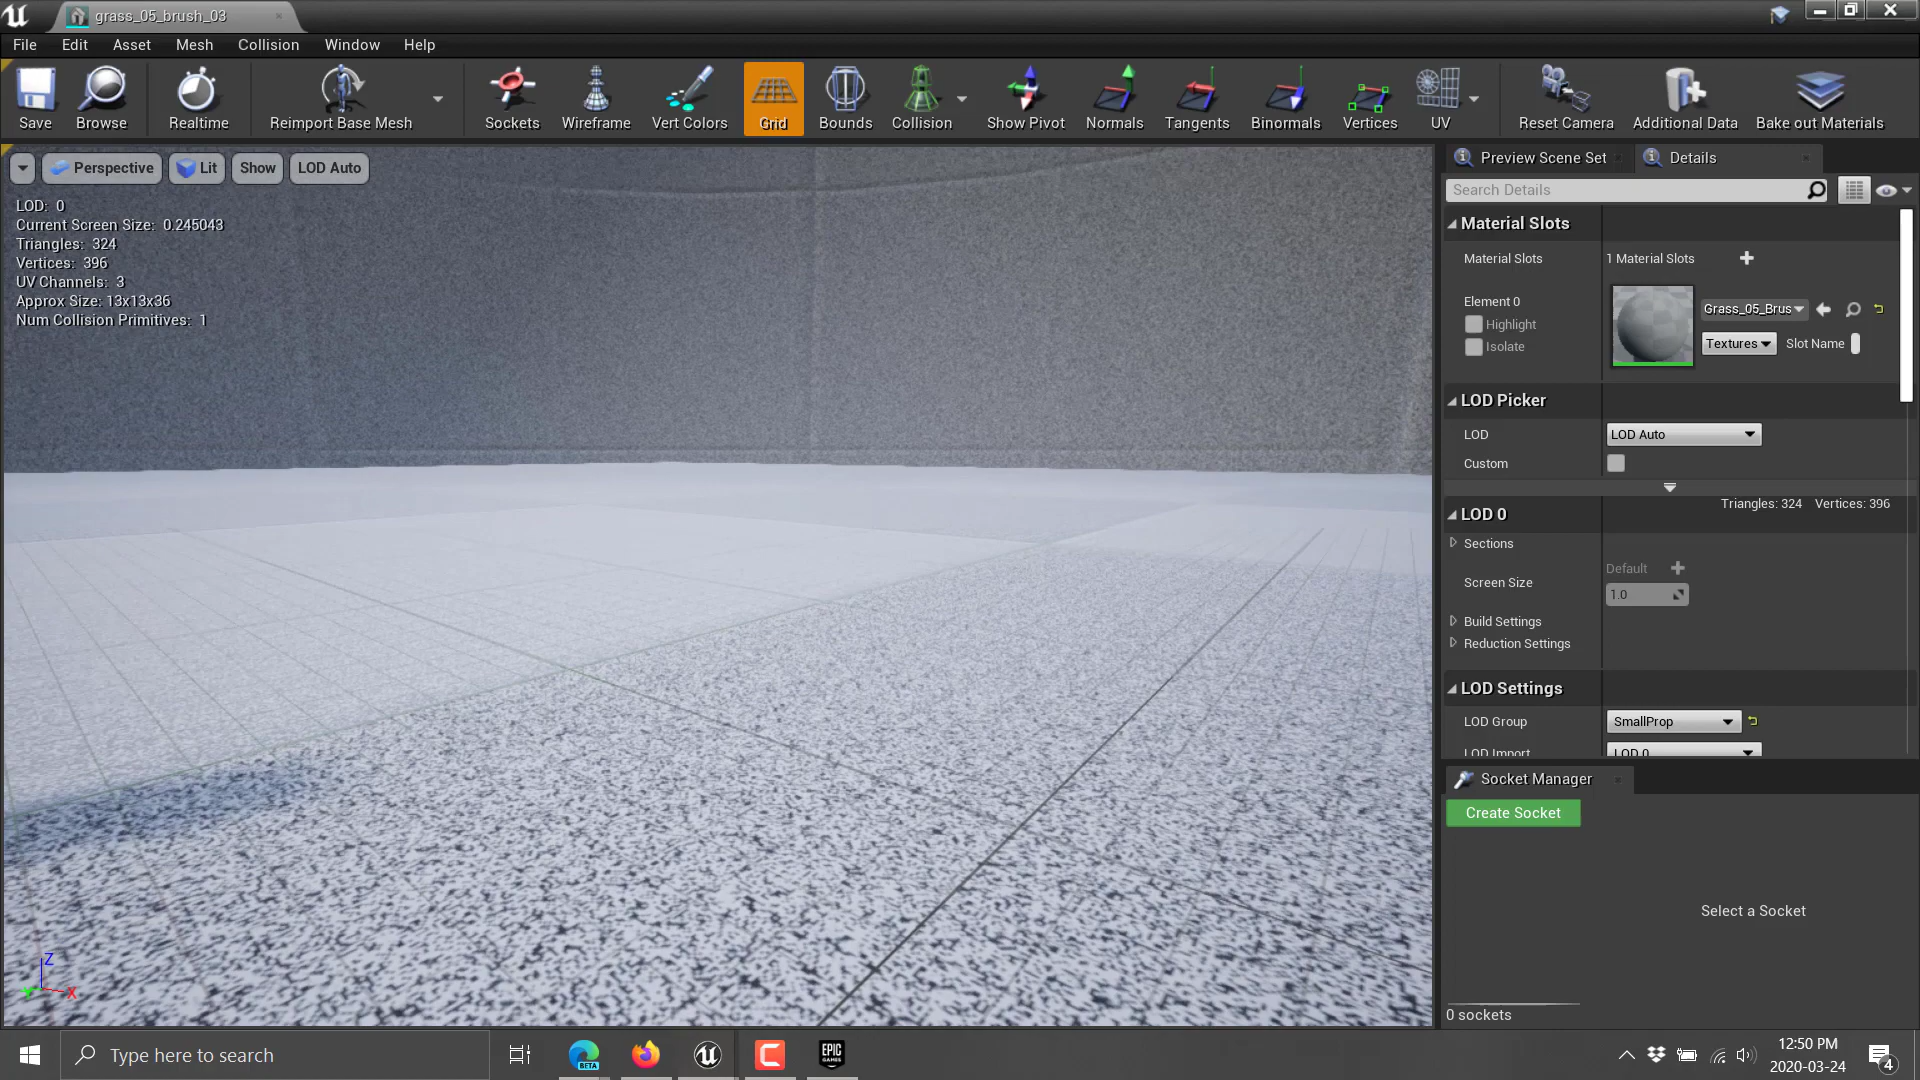 grass_05_brush_03
File Edit Asset Mesh Collision Window Help
Save Browse Realtime Reimport Base Mesh Sockets Wireframe Vert Colors Grid Bounds Collision Show Pivot Normals Tangents Binormals Vertices UV Reset Camera Additional Data Bake out Materials
Perspective Lit Show LOD Auto
LOD: 0
Current Screen Size: 0.245043
Triangles: 324
Vertices: 396
UV Channels: 3
Approx Size: 13x13x36
Num Collision Primitives: 1
Z
Y
X
Preview Scene Set Details
Search Details
Material Slots
Material Slots 1 Material Slots
Element 0
Highlight
Isolate
Grass_05_Brus
Textures Slot Name
LOD Picker
LOD LOD Auto
Custom
Triangles: 324 Vertices: 396
LOD 0
Sections
Default
Screen Size
1.0
Build Settings
Reduction Settings
LOD Settings
LOD Group SmallProp
LOD Import LOD 0
Socket Manager
Create Socket
Select a Socket
0 sockets
Type here to search
BETA
EPIC
GAMES
12:50 PM
2020-03-24
4